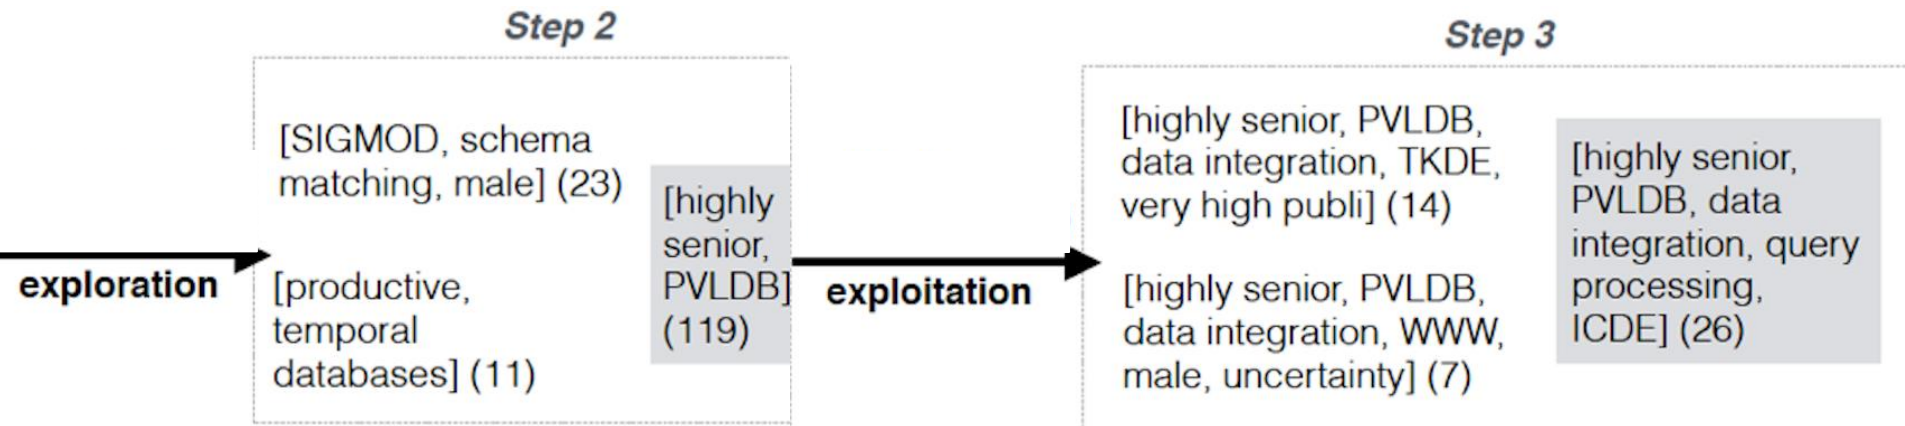 Step 2
[SIGMOD, schema
matching, male] (23)
[productive,
temporal
databases] (11)
[highly
senior,
PVLDB]
(119)
exploration
exploitation
Step 3
[highly senior, PVLDB,
data integration, TKDE,
very high publi] (14)
[highly senior, PVLDB,
data integration, WWW,
male, uncertainty] (7)
[highly senior,
PVLDB, data
integration, query
processing,
ICDE] (26)